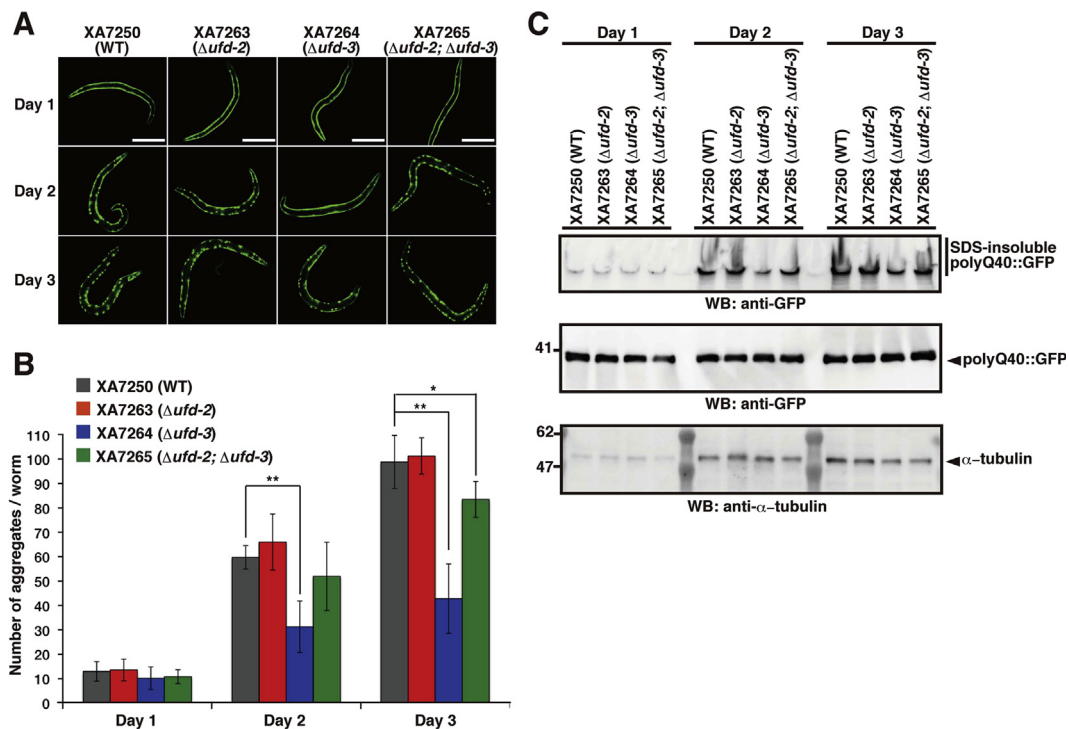 A
XA7250 (WT)
XA7263 (Δufd-2)
XA7264 (Δufd-3)
XA7265 (Δufd-2; Δufd-3)
Day 1
Day 2
Day 3
B
XA7250 (WT)
XA7263 (Δufd-2)
XA7264 (Δufd-3)
XA7265 (Δufd-2; Δufd-3)
Number of aggregates / worm
110
100
90
80
70
60
50
40
30
20
10
0
**
**
*
Day 1
Day 2
Day 3
C
Day 1
Day 2
Day 3
XA7250 (WT)
XA7263 (Δufd-2)
XA7264 (Δufd-3)
XA7265 (Δufd-2; Δufd-3)
XA7250 (WT)
XA7263 (Δufd-2)
XA7264 (Δufd-3)
XA7265 (Δufd-2; Δufd-3)
XA7250 (WT)
XA7263 (Δufd-2)
XA7264 (Δufd-3)
XA7265 (Δufd-2; Δufd-3)
SDS-insoluble
polyQ40::GFP
WB: anti-GFP
41
polyQ40::GFP
WB: anti-GFP
62
47
α-tubulin
WB: anti-α-tubulin